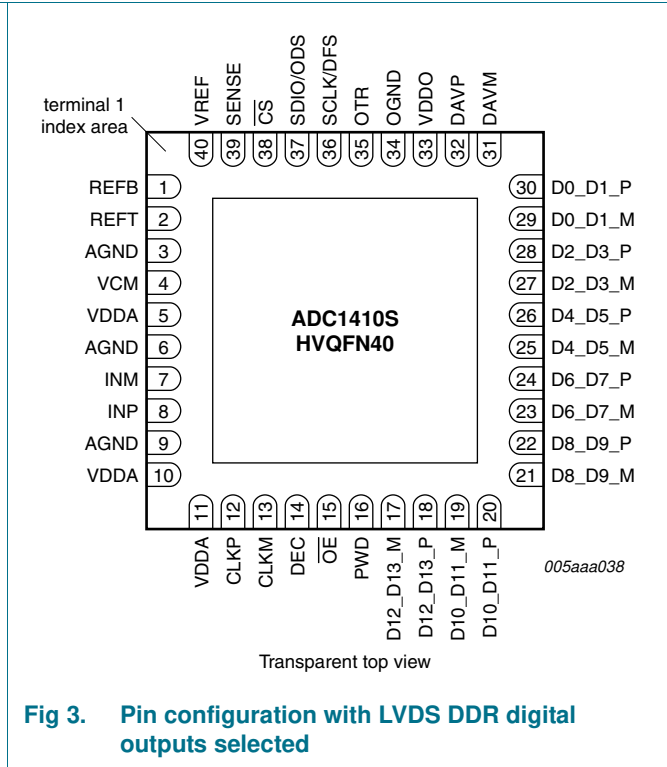 terminal 1
index area
VREF
SENSE
C̅S̅
SDIO/ODS
SCLK/DFS
OTR
OGND
VDDO
DAVP
DAVM
40
39
38
37
36
35
34
33
32
31
REFB 1
REFT 2
AGND 3
VCM 4
VDDA 5
AGND 6
INM 7
INP 8
AGND 9
VDDA 10
ADC1410S
HVQFN40
30 D0_D1_P
29 D0_D1_M
28 D2_D3_P
27 D2_D3_M
26 D4_D5_P
25 D4_D5_M
24 D6_D7_P
23 D6_D7_M
22 D8_D9_P
21 D8_D9_M
11
12
13
14
15
16
17
18
19
20
VDDA
CLKP
CLKM
DEC
O̅E̅
PWD
D12_D13_M
D12_D13_P
D10_D11_M
D10_D11_P
005aaa038
Transparent top view
Fig 3. Pin configuration with LVDS DDR digital
outputs selected